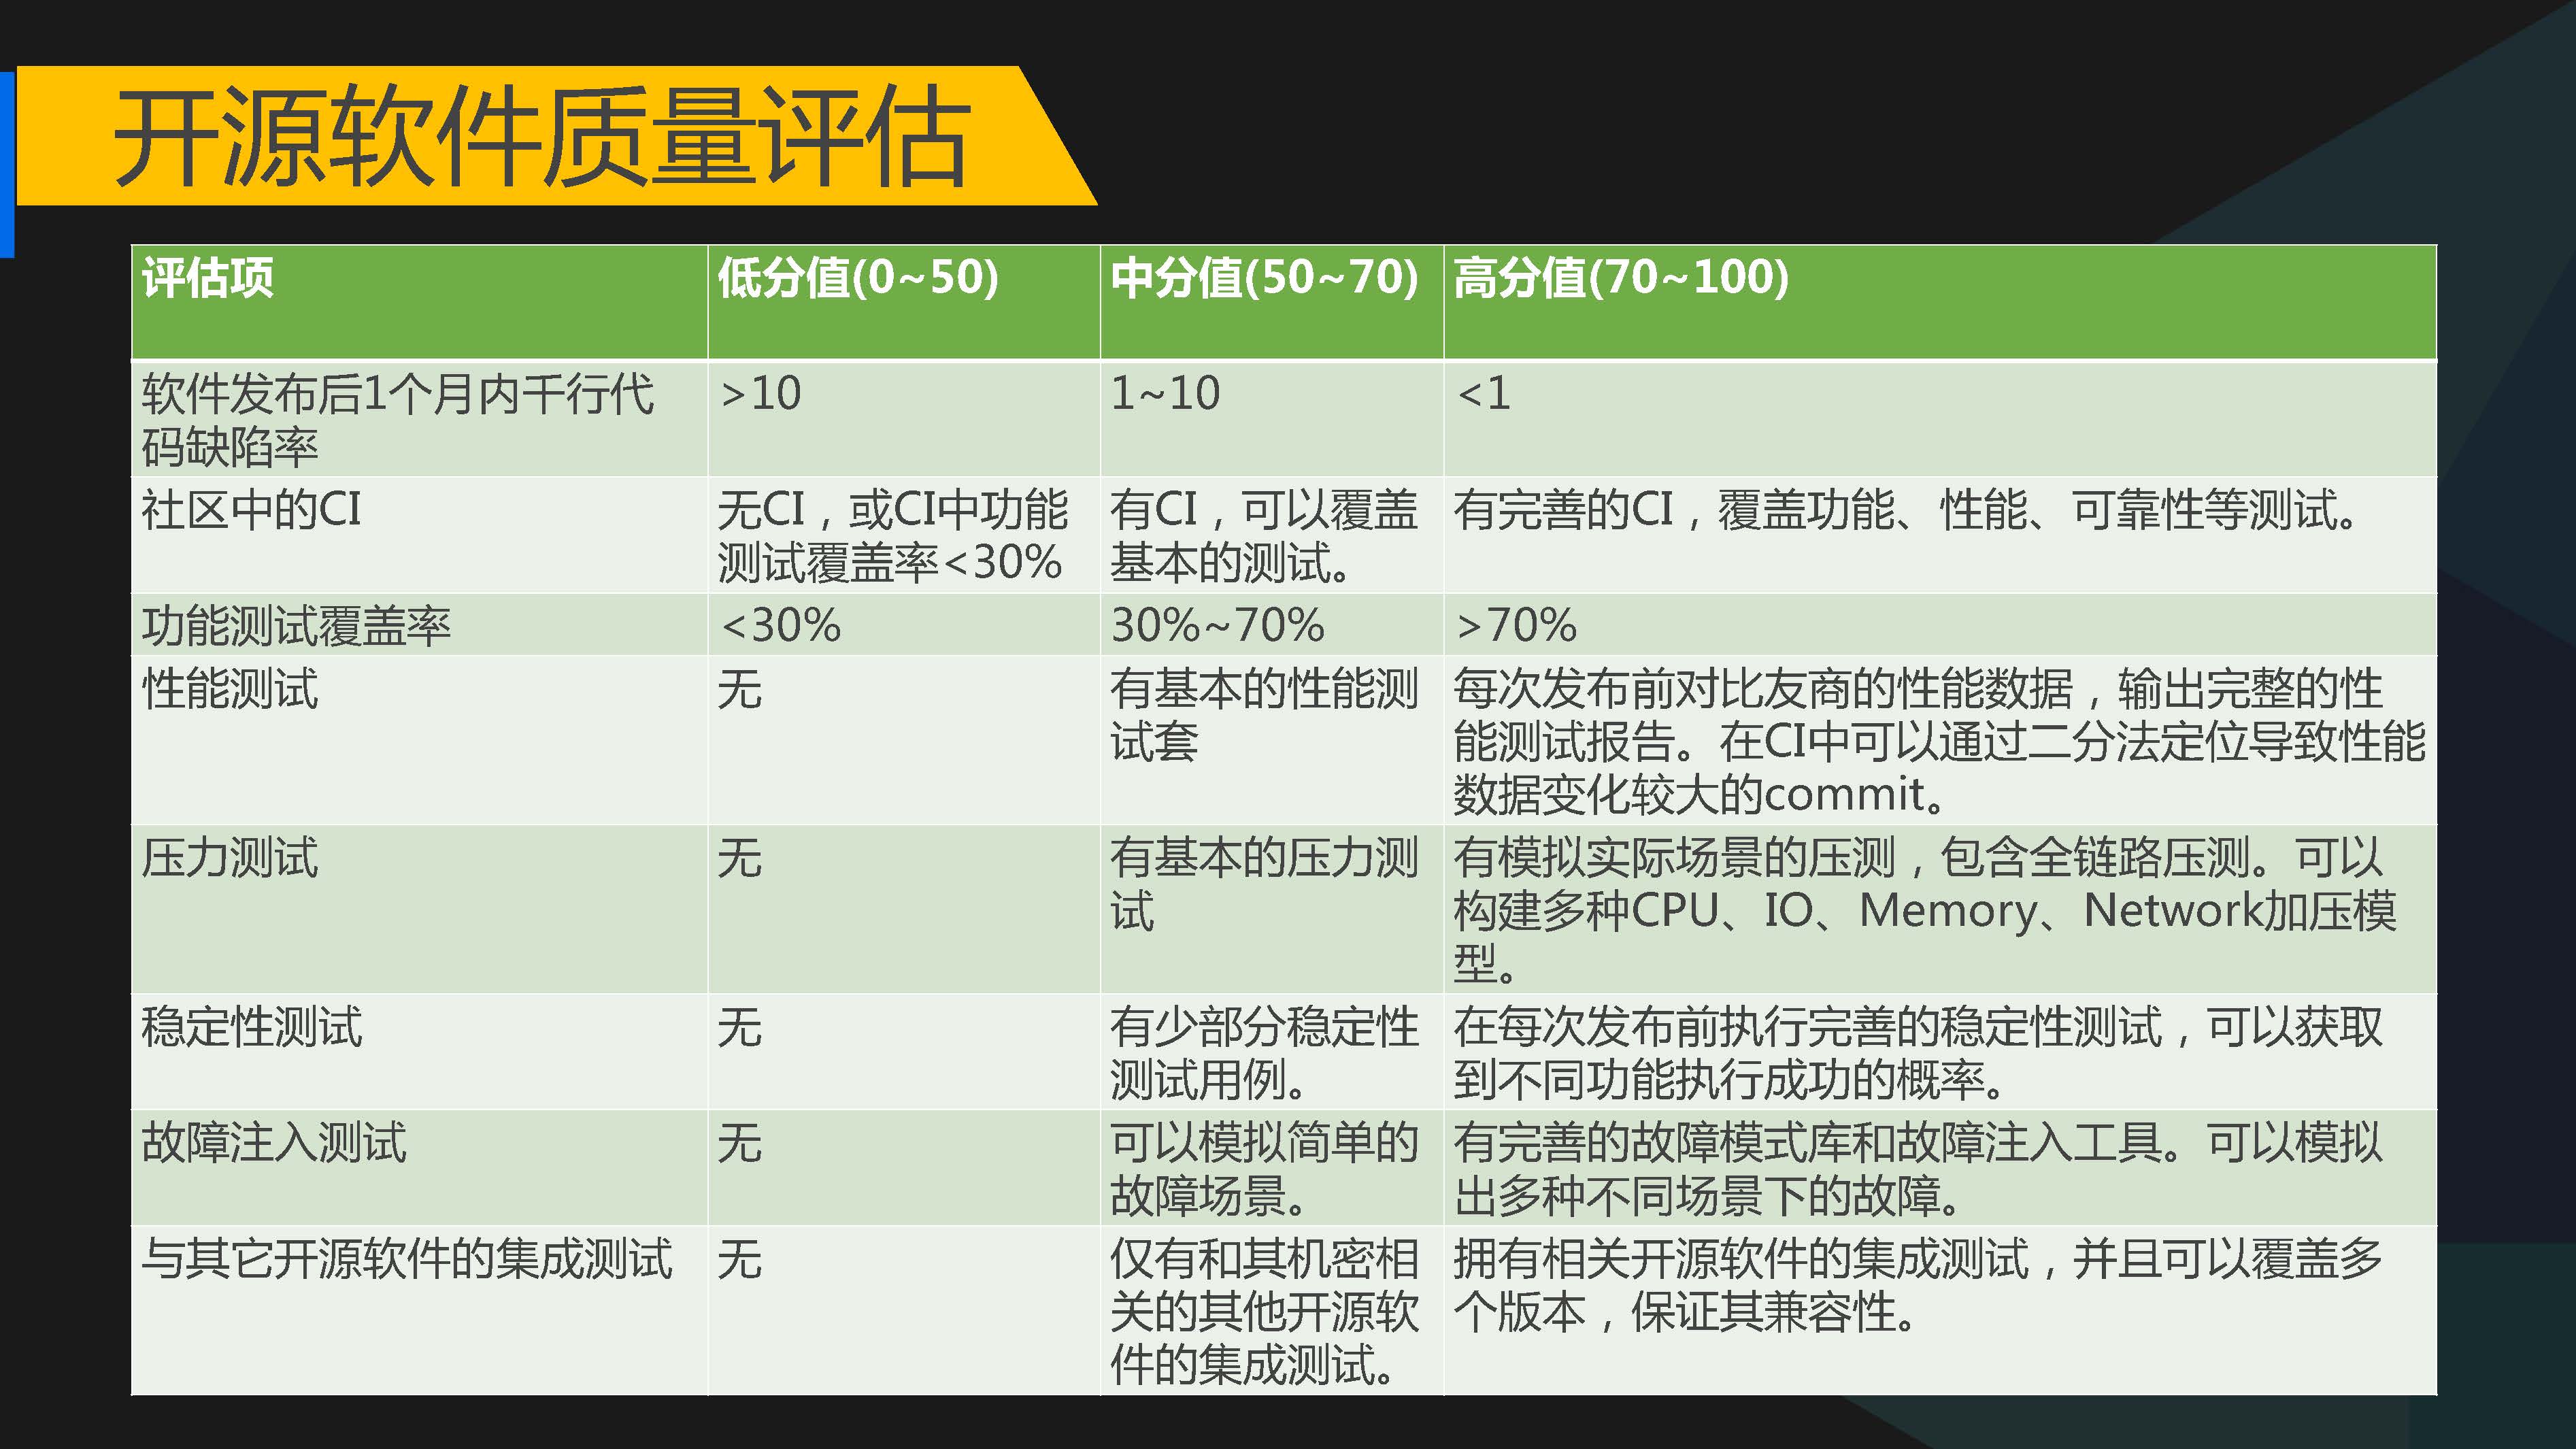 开源软件质量评估
评估项
低分值(0~50)
中分值(50~70)
高分值(70~100)
软件发布后1个月内千行代
码缺陷率
>10
1~10
<1
社区中的CI
无CI，或CI中功能
测试覆盖率<30%
有CI，可以覆盖
基本的测试。
有完善的CI，覆盖功能、性能、可靠性等测试。
功能测试覆盖率
<30%
30%~70%
>70%
性能测试
无
有基本的性能测
试套
每次发布前对比友商的性能数据，输出完整的性
能测试报告。在CI中可以通过二分法定位导致性能
数据变化较大的commit。
压力测试
无
有基本的压力测
试
有模拟实际场景的压测，包含全链路压测。可以
构建多种CPU、IO、Memory、Network加压模
型。
稳定性测试
无
有少部分稳定性
测试用例。
在每次发布前执行完善的稳定性测试，可以获取
到不同功能执行成功的概率。
故障注入测试
无
可以模拟简单的
故障场景。
有完善的故障模式库和故障注入工具。可以模拟
出多种不同场景下的故障。
与其它开源软件的集成测试
无
仅有和其机密相
关的其他开源软
件的集成测试。
拥有相关开源软件的集成测试，并且可以覆盖多
个版本，保证其兼容性。